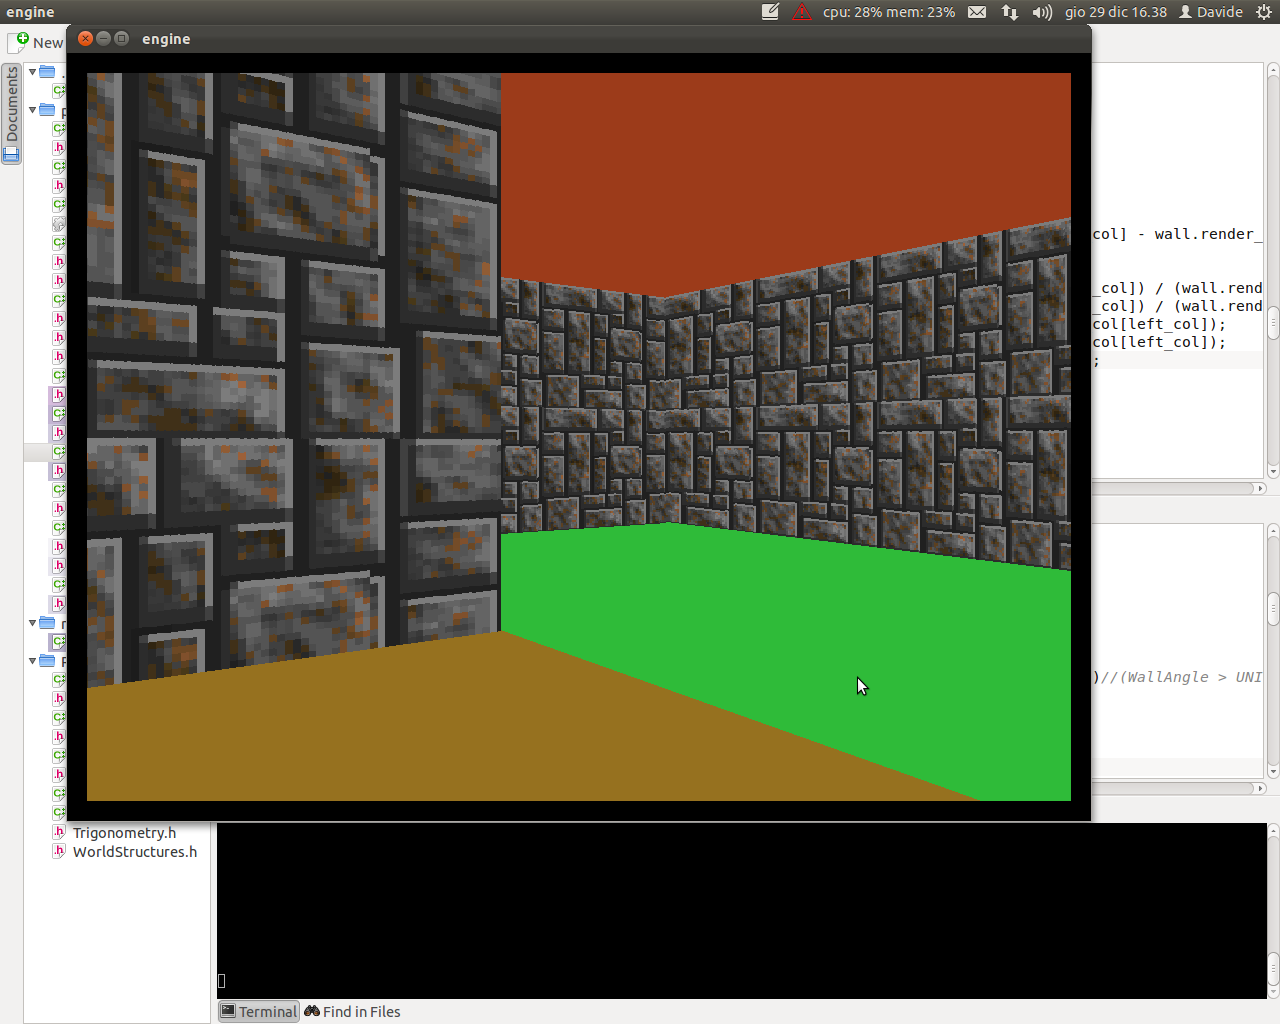 engine
cpu: 28% mem: 23%
gio 29 dic 16.38
Davide
New
engine
Documents
col] - wall.render_
_col]) / (wall.rend
_col]) / (wall.rend
col[left_col]);
col[left_col]);
;
)//(WallAngle > UNI
Trigonometry.h
WorldStructures.h
Terminal
Find in Files